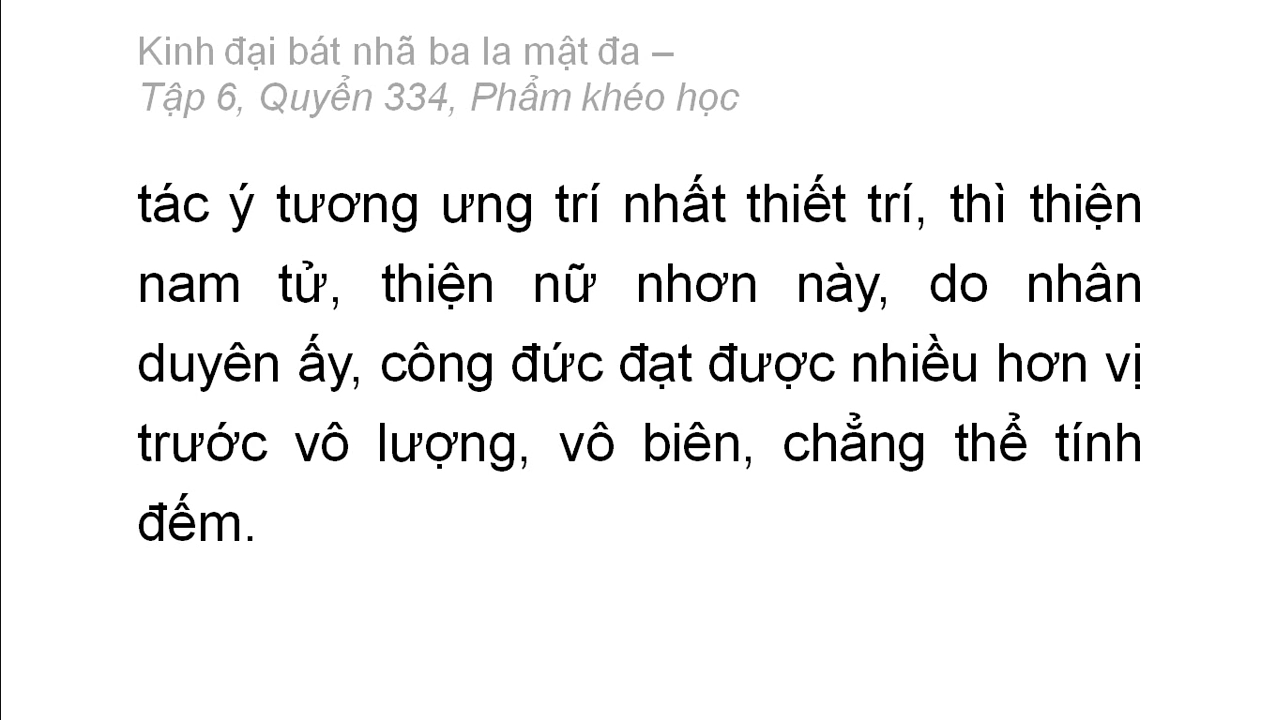 Kinh đại bát nhã ba la mật đa –
Tập 6, Quyển 334, Phẩm khéo học
tác ý tương ưng trí nhất thiết trí, thì thiện
nam tử, thiện nữ nhơn này, do nhân
duyên ấy, công đức đạt được nhiều hơn vị
trước vô lượng, vô biên, chẳng thể tính
đếm.